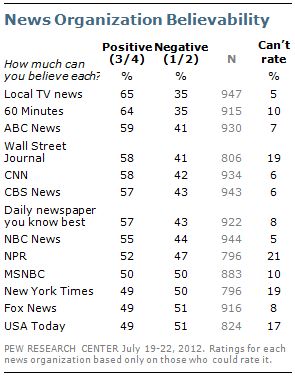 News Organization Believability
Positive Negative Can't
How much can (3/4) (1/2) N rate
you believe each? % % %
Local TV news 65 35 947 5
60 Minutes 64 35 915 10
ABC News 59 41 930 7
Wall Street
Journal 58 41 806 19
CNN 58 42 934 6
CBS News 57 43 943 6
Daily newspaper
you know best 57 43 922 8
NBC News 55 44 944 5
NPR 52 47 796 21
MSNBC 50 50 883 10
New York Times 49 50 796 19
Fox News 49 51 916 8
USA Today 49 51 824 17
PEW RESEARCH CENTER July 19-22, 2012. Ratings for each
news organization based only on those who could rate it.